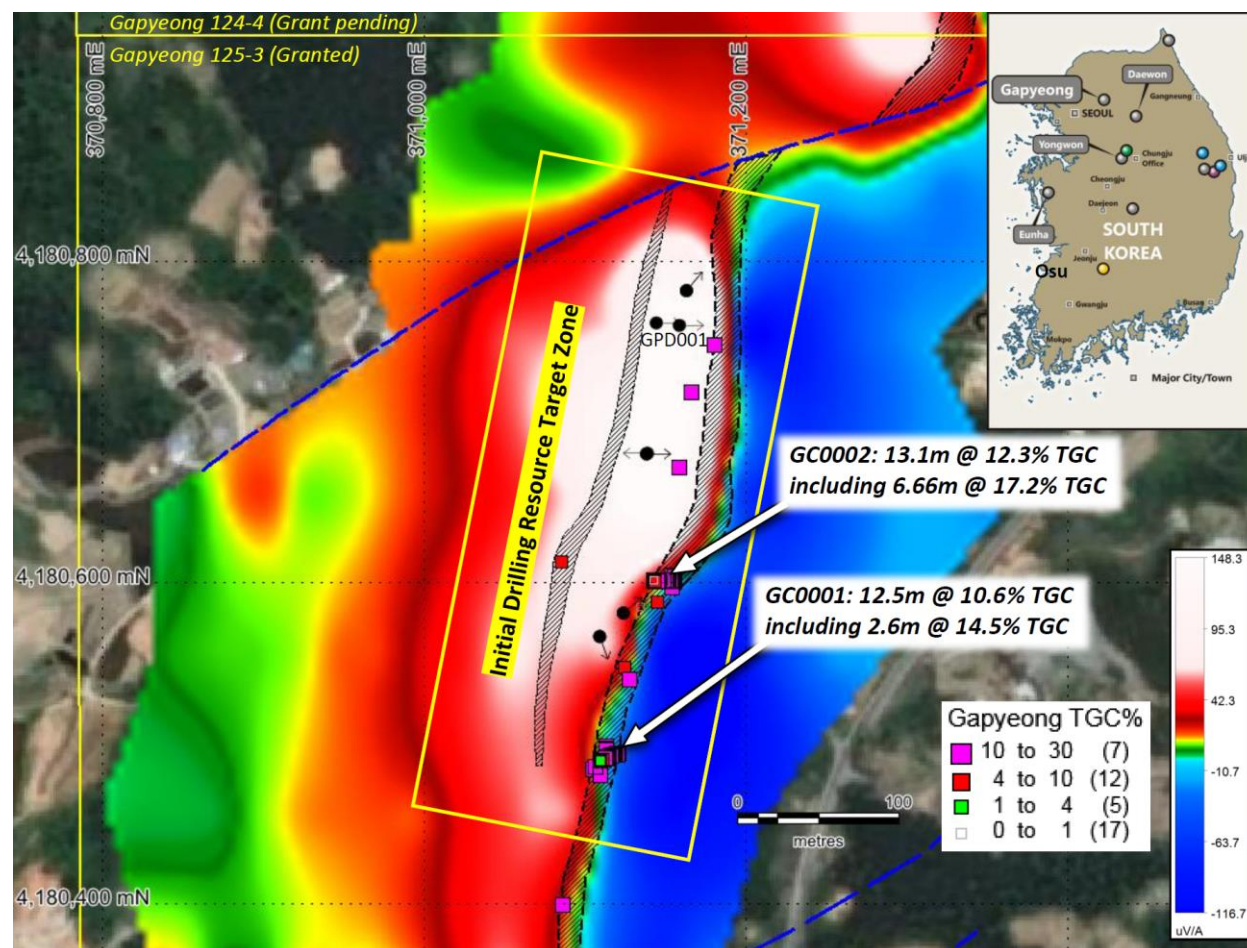 Gapyeong 124-4 (Grant pending)
Gapyeong 125-3 (Granted)
370,800 mE
371,000 mE
371,200 mE
4,180,800 mN
4,180,600 mN
4,180,400 mN
Initial Drilling Resource Target Zone
GPD001
GC0002: 13.1m @ 12.3% TGC
including 6.66m @ 17.2% TGC
GC0001: 12.5m @ 10.6% TGC
including 2.6m @ 14.5% TGC
0 100
metres
Gapyeong TGC%
10 to 30 (7)
4 to 10 (12)
1 to 4 (5)
0 to 1 (17)
148.3
95.3
42.3
-10.7
-63.7
-116.7
uV/A
Gapyeong
Daewon
Gangneung
SEOUL
Yongwon
Chungju
Office
Ulj
Cheongju
Daejeon
Eunha
SOUTH
KOREA
Jeonju
Osu
Gwangju
Busan
Mokpo
Major City/Town